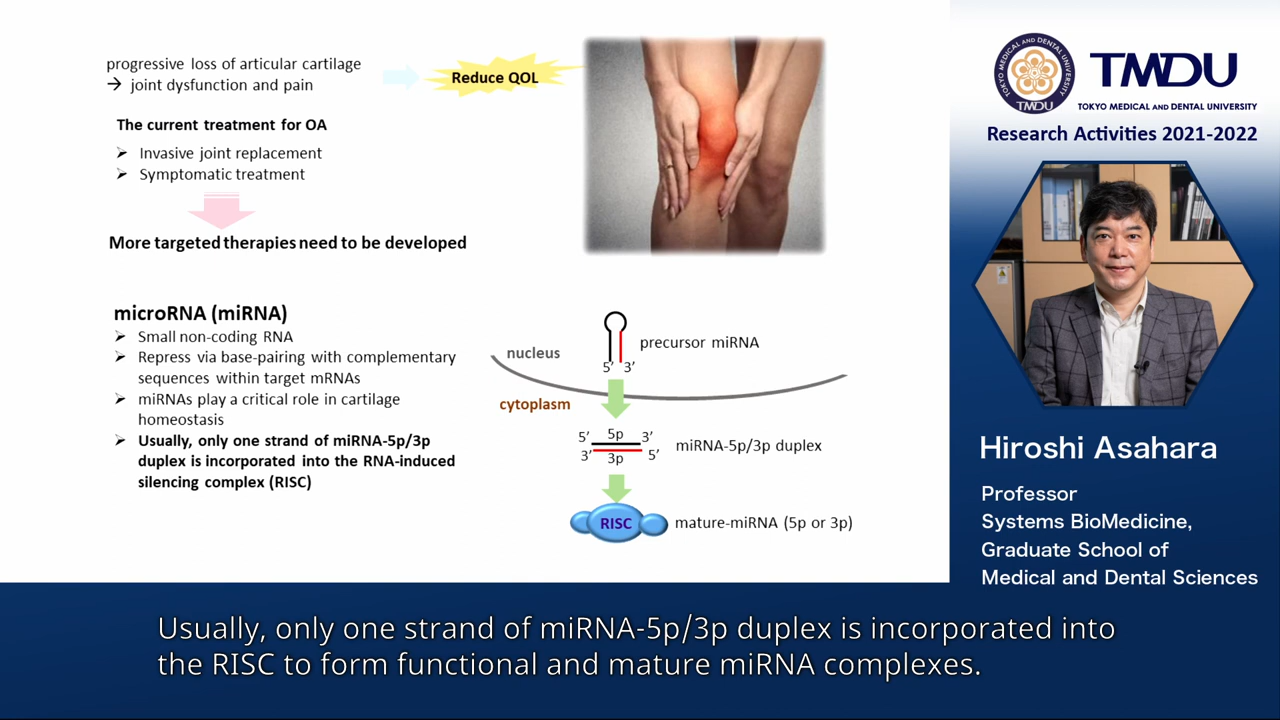 progressive loss of articular cartilage
→ joint dysfunction and pain
Reduce QOL
The current treatment for OA
➢ Invasive joint replacement
➢ Symptomatic treatment
More targeted therapies need to be developed
microRNA (miRNA)
➢ Small non-coding RNA
➢ Repress via base-pairing with complementary
sequences within target mRNAs
➢ miRNAs play a critical role in cartilage
homeostasis
➢ Usually, only one strand of miRNA-5p/3p
duplex is incorporated into the RNA-induced
silencing complex (RISC)
precursor miRNA
nucleus
5’ 3’
cytoplasm
5’ 5p 3’
3’ 3p 5’
miRNA-5p/3p duplex
RISC
mature-miRNA (5p or 3p)
TOKYO MEDICAL AND DENTAL UNIVERSITY
TMDU
TMDU
TOKYO MEDICAL AND DENTAL UNIVERSITY
Research Activities 2021-2022
Hiroshi Asahara
Professor
Systems BioMedicine,
Graduate School of
Medical and Dental Sciences
Usually, only one strand of miRNA-5p/3p duplex is incorporated into
the RISC to form functional and mature miRNA complexes.